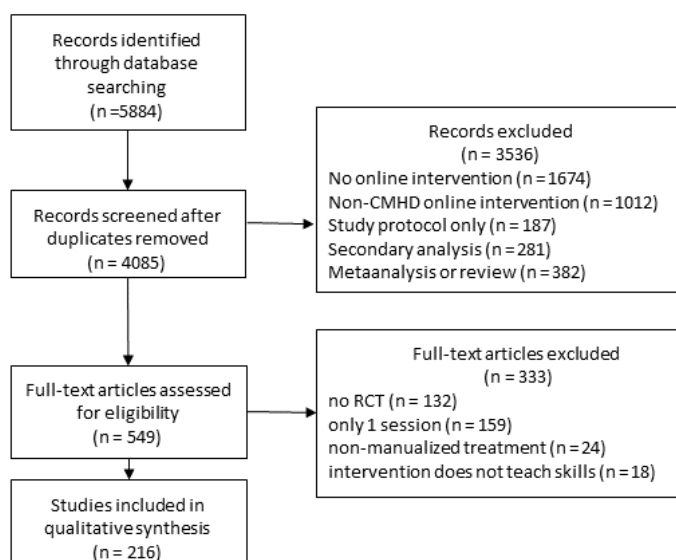 Records identified
through database
searching
(n =5884)
Records excluded
(n = 3536)
No online intervention (n = 1674)
Non-CMHD online intervention (n = 1012)
Study protocol only (n = 187)
Secondary analysis (n = 281)
Metaanalysis or review (n = 382)
Records screened after
duplicates removed
(n = 4085)
Full-text articles excluded
(n = 333)
no RCT (n = 132)
only 1 session (n = 159)
non-manualized treatment (n = 24)
intervention does not teach skills (n = 18)
Full-text articles assessed
for eligibility
(n = 549)
Studies included in
qualitative synthesis
(n = 216)